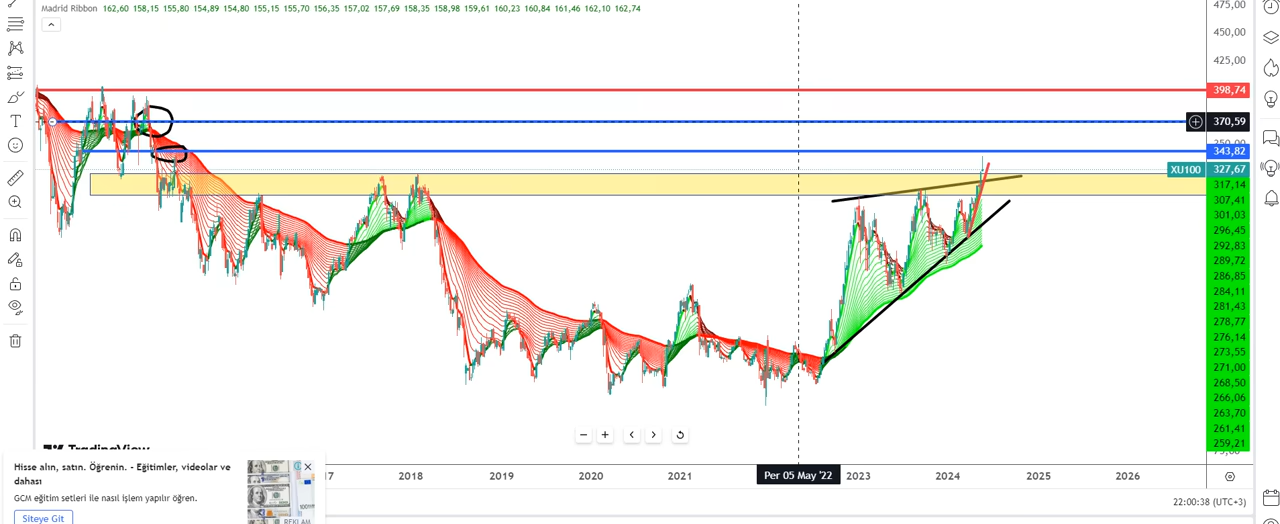 Madrid Ribbon 162,60 158,15 155,80 154,89 154,80 155,15 155,70 156,35 157,02 157,69 158,35 158,98 159,61 160,23 160,84 161,46 162,10 162,74
475,00
450,00
425,00
398,74
370,59
350,00
343,82
XU100 327,67
317,14
307,41
301,03
296,45
292,83
289,72
286,85
284,11
281,43
278,77
276,14
273,55
271,00
268,50
266,06
263,70
261,41
259,21
TradingView
2018 2019 2020 2021 Per 05 May '22 2023 2024 2025 2026
Hisse alın, satın. Öğrenin. - Eğitimler, videolar ve
dahası
GCM eğitim setleri ile nasıl işlem yapılır öğren.
Siteye Git
REKLAM
22:00:38 (UTC+3)